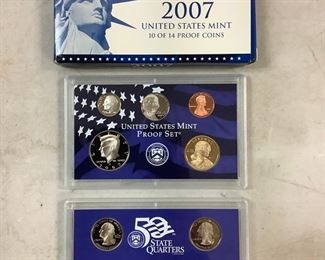 2007
UNITED STATES MINT
10 OF 14 PROOF COINS
UNITED STATES MINT
PROOF SET®
50
STATE
QUARTERS